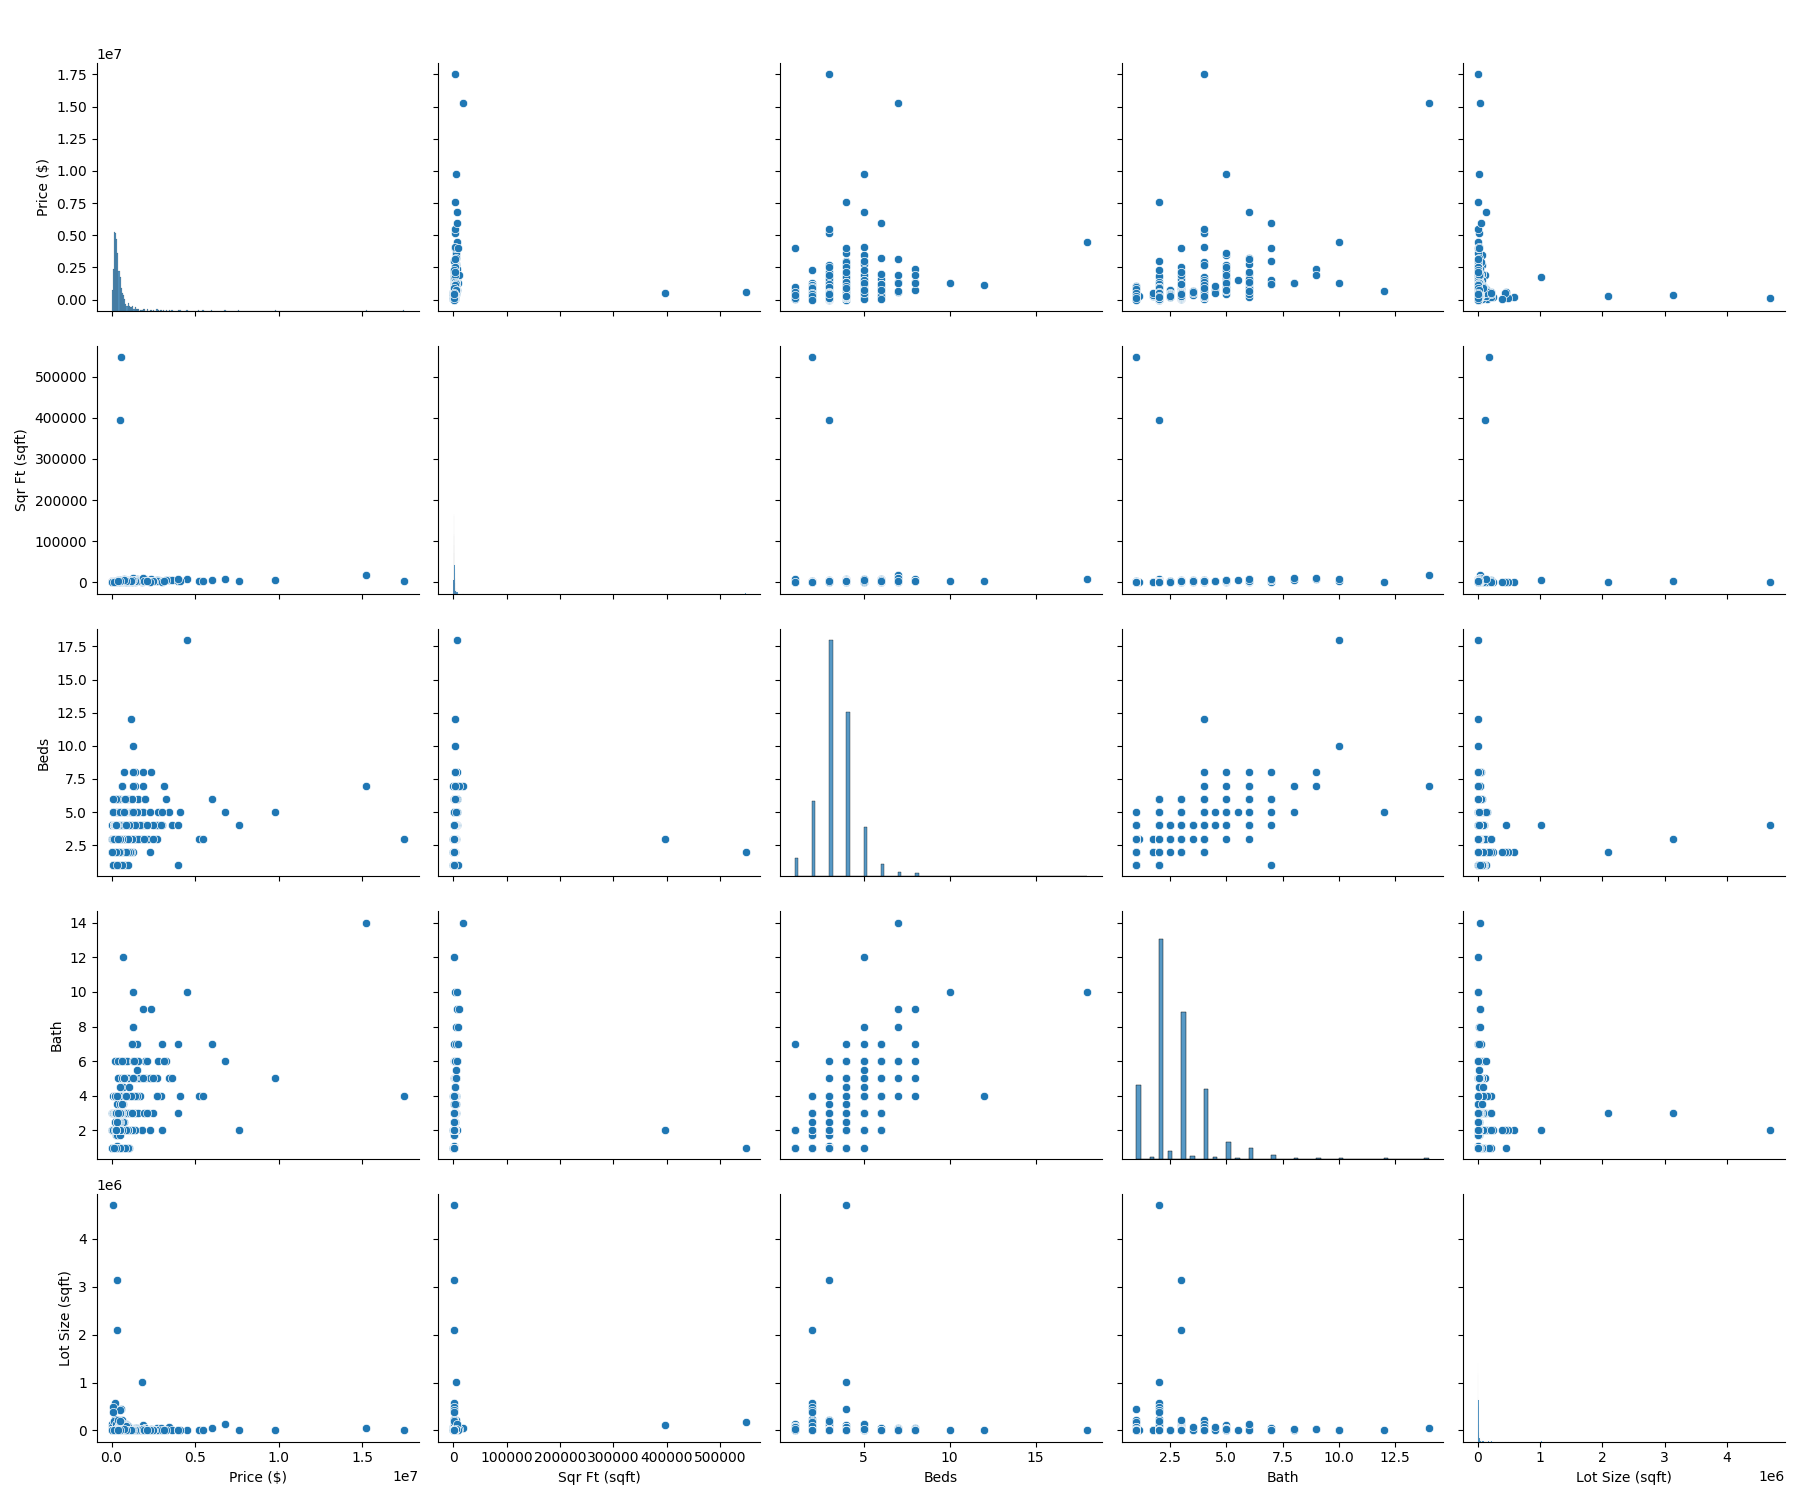 1e7
1.75
1.50
1.25
1.00
0.75
0.50
0.25
0.00
Price ($)
500000
400000
300000
200000
100000
0
Sqr Ft (sqft)
17.5
15.0
12.5
10.0
7.5
5.0
2.5
Beds
14
12
10
8
6
4
2
Bath
1e6
4
3
2
1
0
Lot Size (sqft)
0.0 0.5 1.0 1.5
1e7
Price ($)
0 100000 200000 300000 400000 500000
Sqr Ft (sqft)
5 10 15
Beds
2.5 5.0 7.5 10.0 12.5
Bath
0 1 2 3 4
1e6
Lot Size (sqft)